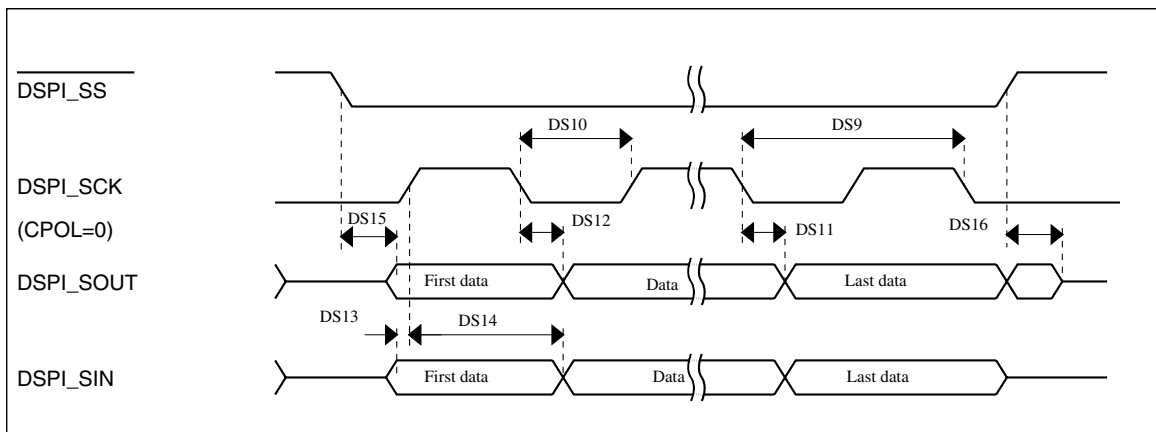 DSPI_SS
DS10
DS9
DSPI_SCK
DS15
DS12
DS11
DS16
(CPOL=0)
DSPI_SOUT
First data
Data
Last data
DS13
DS14
DSPI_SIN
First data
Data
Last data